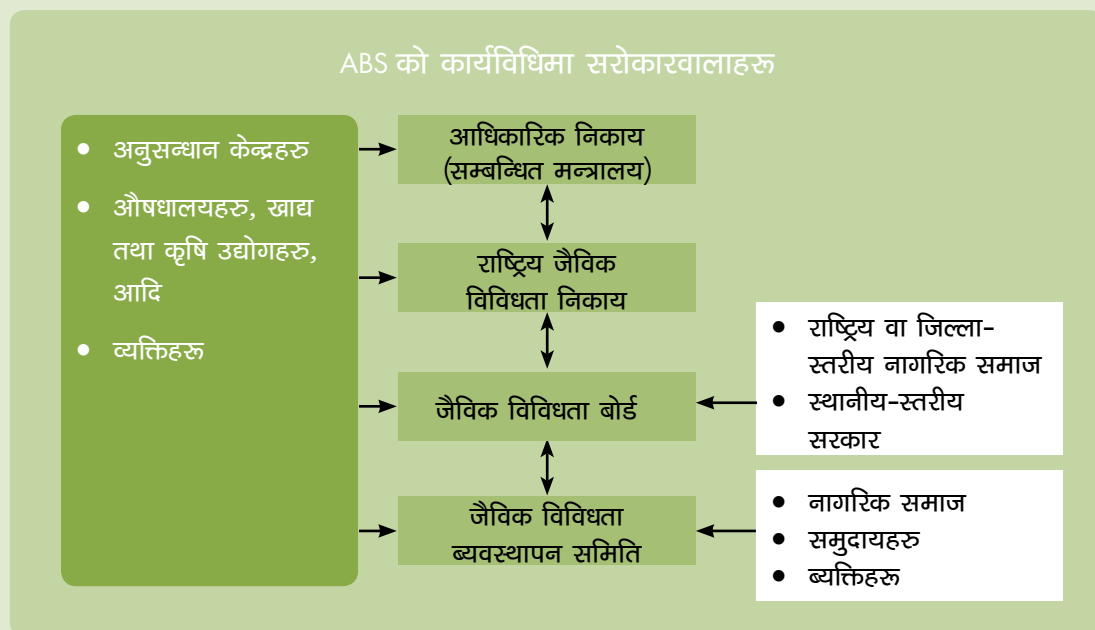 ABS को कार्यविधिमा सरोकारवालाहरू
• अनुसन्धान केन्द्रहरु
• औषधालयहरु, खाद्य
तथा कृषि उद्योगहरु,
आदि
• व्यक्तिहरू
आधिकारिक निकाय
(सम्बन्धित मन्त्रालय)
राष्ट्रिय जैविक
विविधता निकाय
जैविक विविधता बोर्ड
जैविक विविधता
ब्यवस्थापन समिति
• राष्ट्रिय वा जिल्ला-
स्तरीय नागरिक समाज
• स्थानीय-स्तरीय
सरकार
• नागरिक समाज
• समुदायहरु
• ब्यक्तिहरू